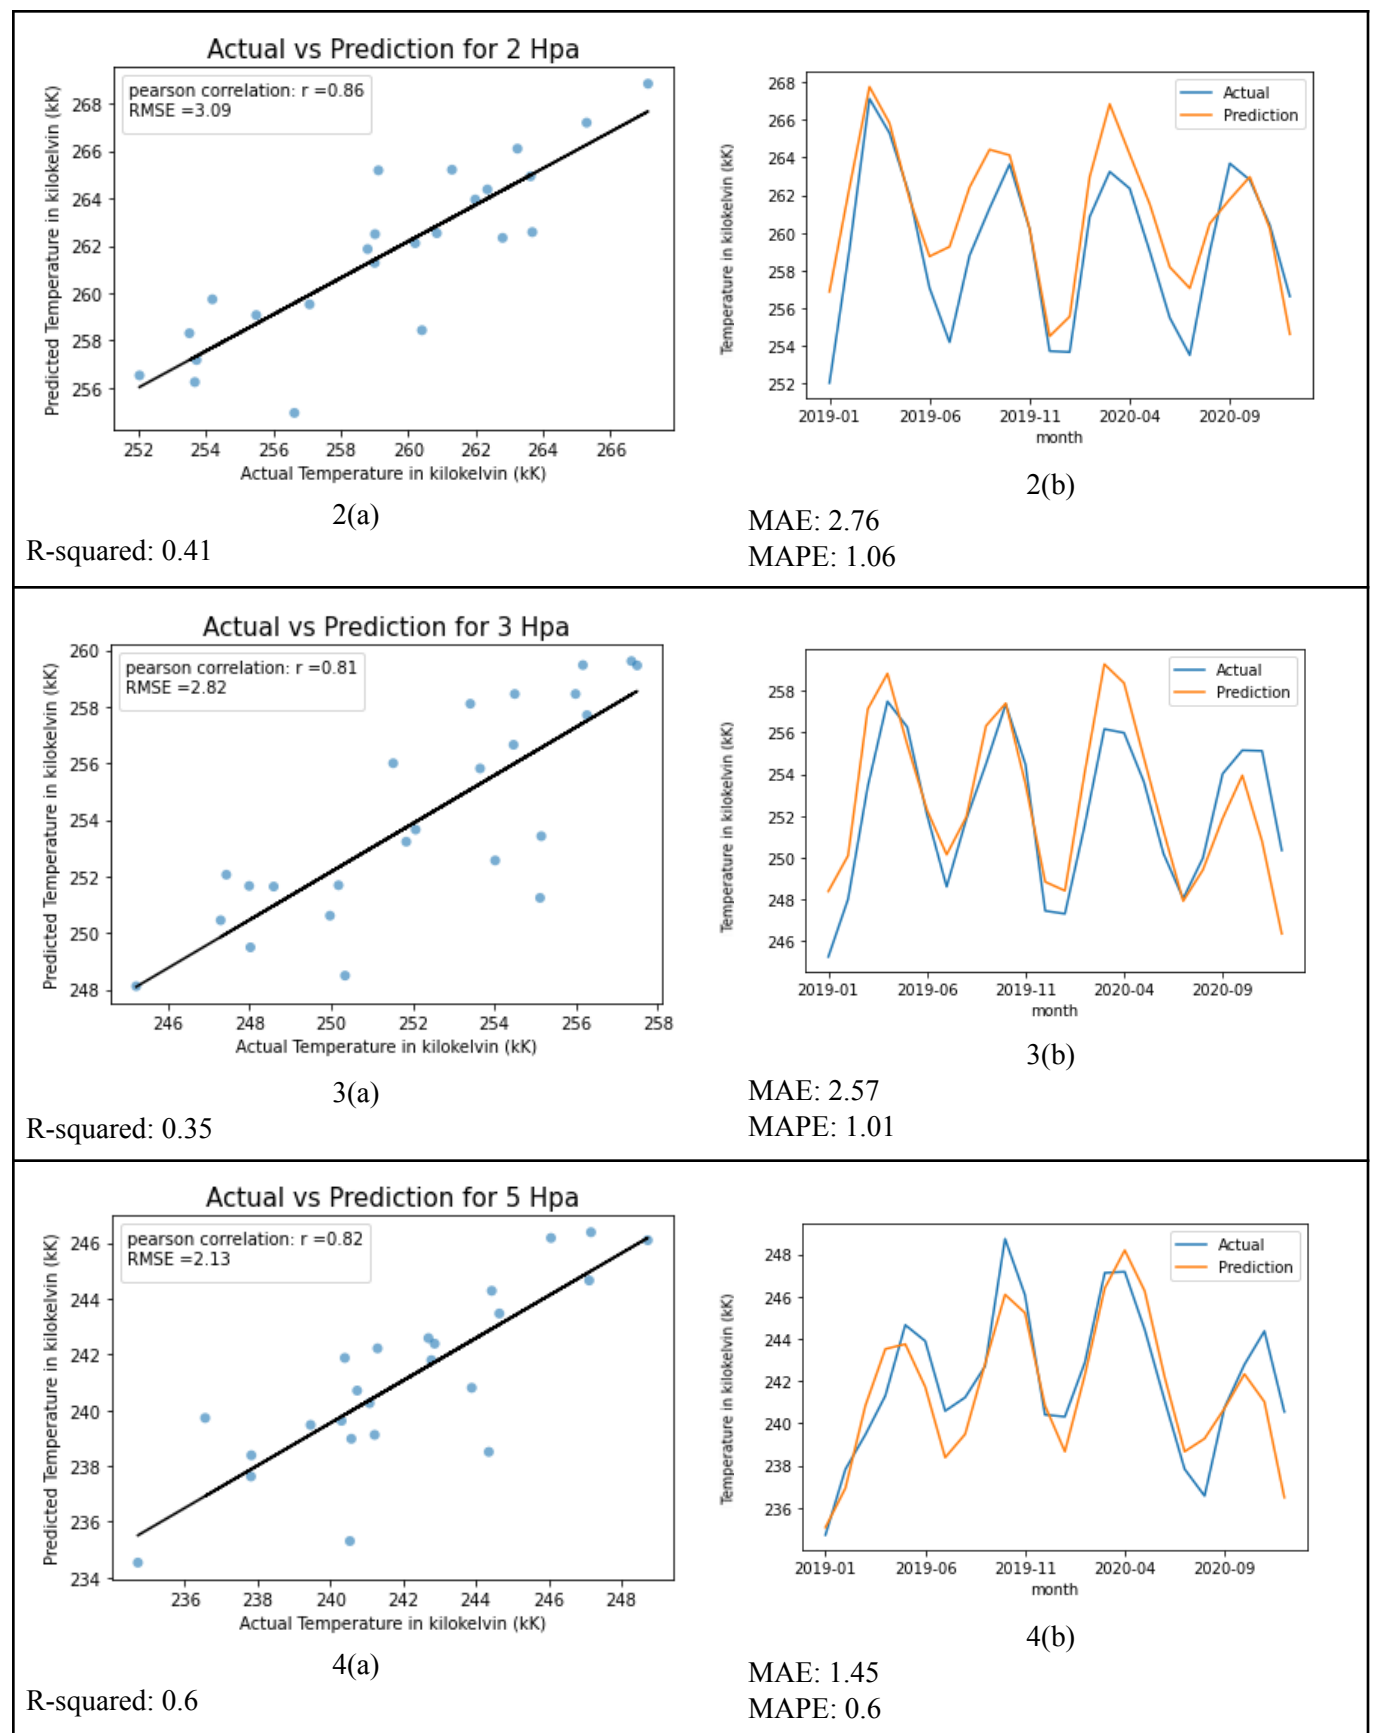 Actual vs Prediction for 2 Hpa
pearson correlation: r =0.86
RMSE =3.09
Predicted Temperature in kilokelvin (kK)
268
266
264
262
260
258
256
252 254 256 258 260 262 264 266
Actual Temperature in kilokelvin (kK)
2(a)
R-squared: 0.41
Actual
Prediction
Temperature in kilokelvin (kK)
268
266
264
262
260
258
256
254
252
2019-01 2019-06 2019-11 2020-04 2020-09
month
2(b)
MAE: 2.76
MAPE: 1.06
Actual vs Prediction for 3 Hpa
pearson correlation: r =0.81
RMSE =2.82
Predicted Temperature in kilokelvin (kK)
260
258
256
254
252
250
248
246 248 250 252 254 256 258
Actual Temperature in kilokelvin (kK)
3(a)
R-squared: 0.35
Actual
Prediction
Temperature in kilokelvin (kK)
258
256
254
252
250
248
246
2019-01 2019-06 2019-11 2020-04 2020-09
month
3(b)
MAE: 2.57
MAPE: 1.01
Actual vs Prediction for 5 Hpa
pearson correlation: r =0.82
RMSE =2.13
Predicted Temperature in kilokelvin (kK)
246
244
242
240
238
236
234
236 238 240 242 244 246 248
Actual Temperature in kilokelvin (kK)
4(a)
R-squared: 0.6
Actual
Prediction
Temperature in kilokelvin (kK)
248
246
244
242
240
238
236
2019-01 2019-06 2019-11 2020-04 2020-09
month
4(b)
MAE: 1.45
MAPE: 0.6